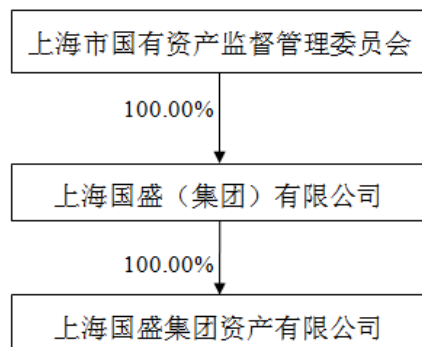 上海市国有资产监督管理委员会
100.00%
上海国盛（集团）有限公司
100.00%
上海国盛集团资产有限公司